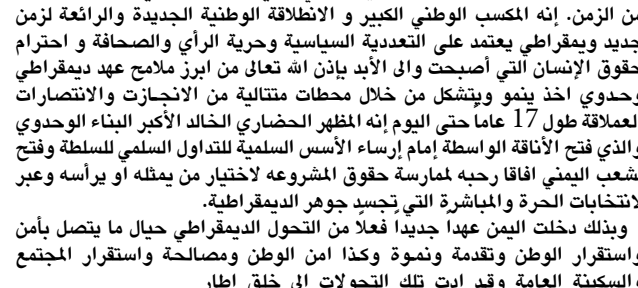 من الزمن. إنه المكسب الوطني الكبير و الانطلاقة الوطنية الجديدة والرائعة لزمن
جديد ويمقراطي يعتمد على التعددية السياسية وحرية الرأي والصحافة و احترام
حقوق الإنسان التي أصبحت والى الأبد بإذن الله تعالى من ابرز ملامح عهد ديمقراطي
وحدوي اخذ ينمو ويتشكل من خلال محطات متتالية من الانجازت والانتصارات
العملاقة طول 17 عاماً حتى اليوم إنه المظهر الحضاري الخالد الأكبر البناء الوحدوي
والذي فتح الأناقة الواسطة إمام إرساء الأسس السلمية للتداول السلمي للسلطة وفتح
لشعب اليمني افاقا رحبه لممارسة حقوق المشروعه لاختيار من يمثله او يرأسه وعبر
لانتخابات الحرة والمباشرة التي تجسد جوهر الديمقراطية.
وبذلك دخلت اليمن عهداً جديداً فعلاً من التحول الديمقراطي حيال ما يتصل بأمن
واستقرار الوطن وتقدمة ونموة وكذا امن الوطن ومصالحة واستقرار المجتمع
والسكينة العامة وقد ادت تلك التحولات الى خلق اطار